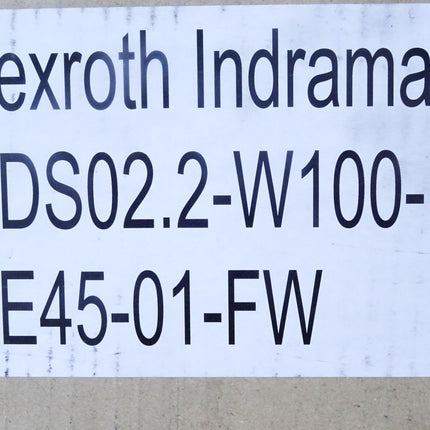 exroth Indrama
DS02.2-W100-
E45-01-FW